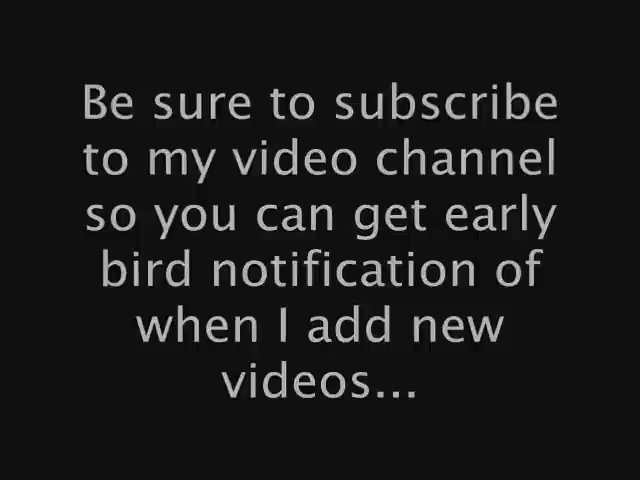 Be sure to subscribe
to my video channel
so you can get early
bird notification of
when I add new
videos...